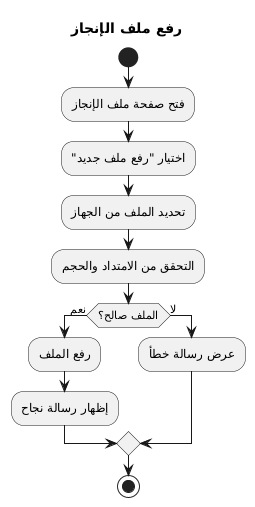 رفع ملف الإنجاز
فتح صفحة ملف الإنجاز
اختيار "رفع ملف جديد"
تحديد الملف من الجهاز
التحقق من الامتداد والحجم
الملف صالح؟
نعم
لا
رفع الملف
عرض رسالة خطأ
إظهار رسالة نجاح